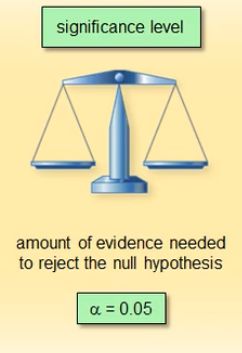 significance level
amount of evidence needed
to reject the null hypothesis
α = 0.05